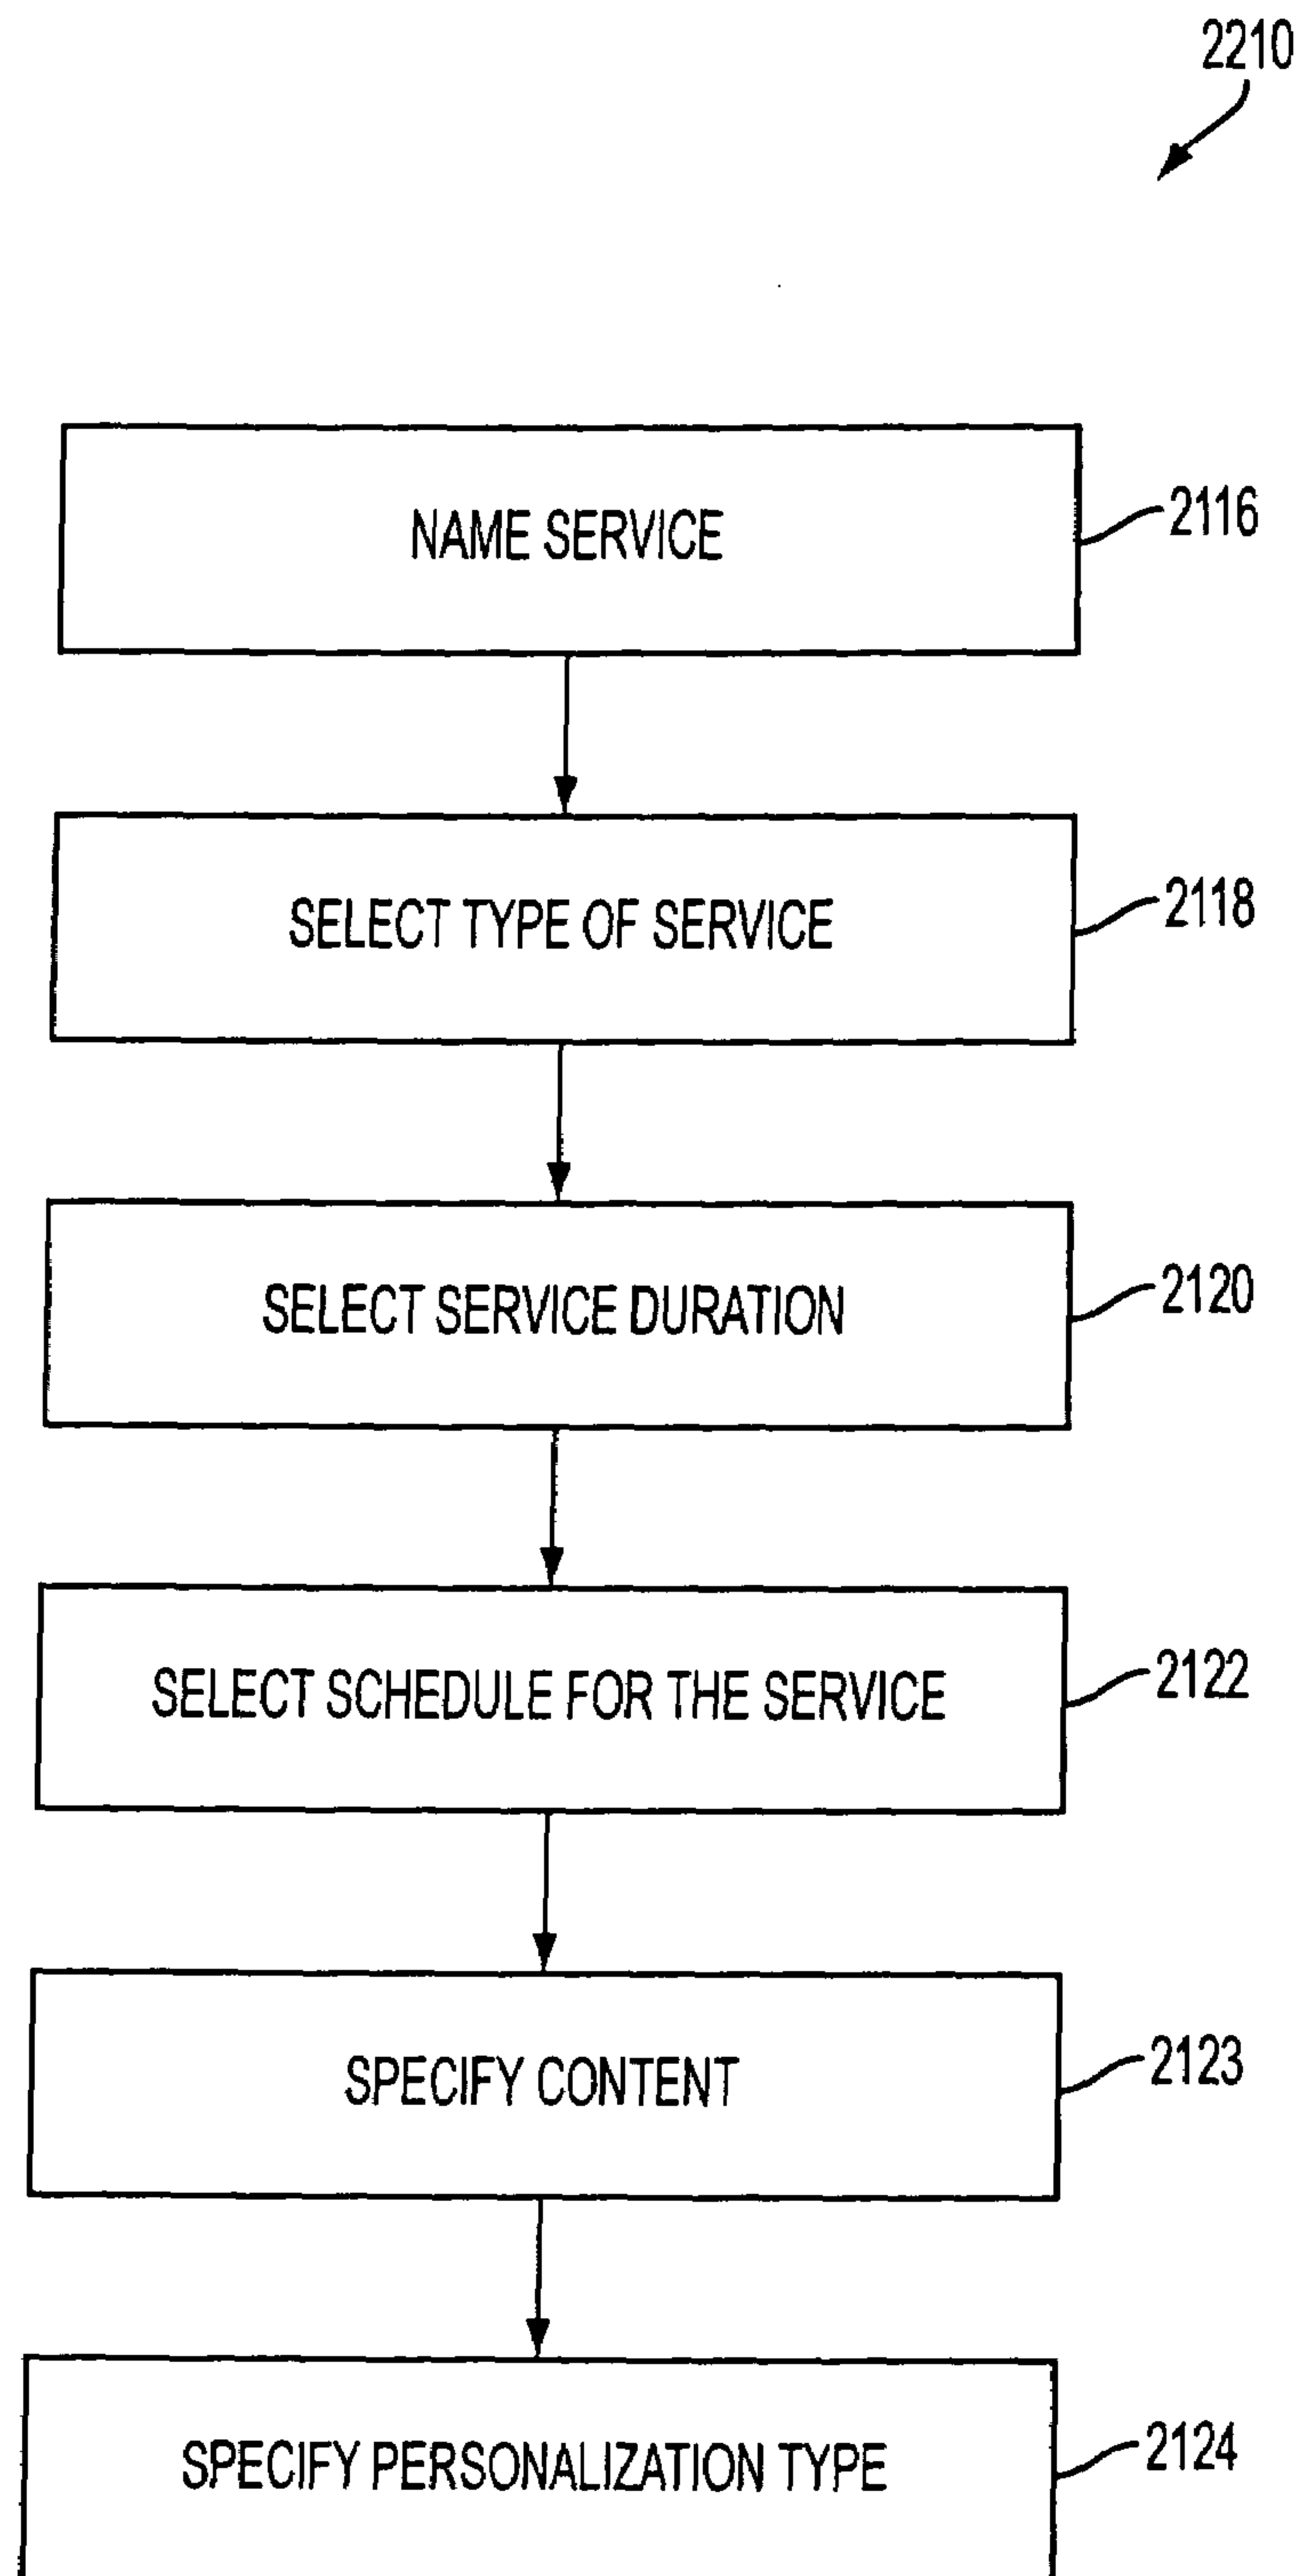 2210
NAME SERVICE
2116
SELECT TYPE OF SERVICE
2118
SELECT SERVICE DURATION
2120
SELECT SCHEDULE FOR THE SERVICE
2122
SPECIFY CONTENT
2123
SPECIFY PERSONALIZATION TYPE
2124